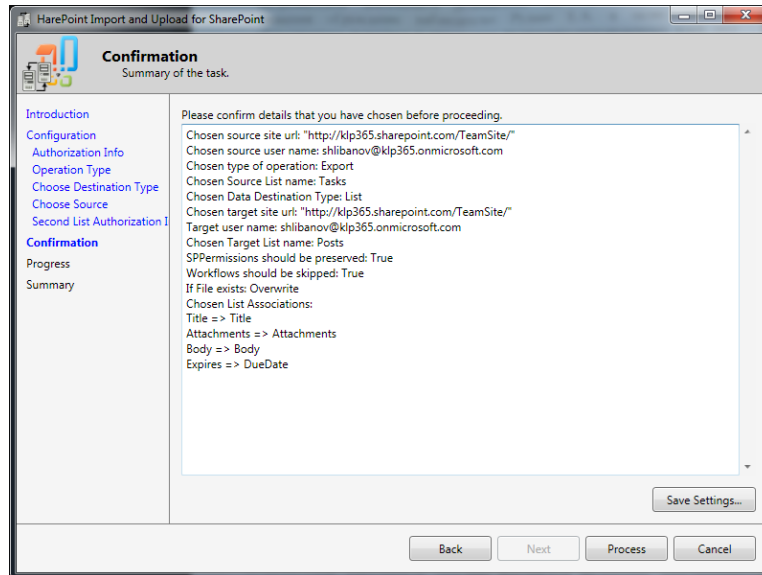 HarePoint Import and Upload for SharePoint
Confirmation
Summary of the task.
Introduction
Configuration
Authorization Info
Operation Type
Choose Destination Type
Choose Source
Second List Authorization I
Confirmation
Progress
Summary
Please confirm details that you have chosen before proceeding.
Chosen source site url: "http://klp365.sharepoint.com/TeamSite/"
Chosen source user name: shlibanov@klp365.onmicrosoft.com
Chosen type of operation: Export
Chosen Source List name: Tasks
Chosen Data Destination Type: List
Chosen target site url: "http://klp365.sharepoint.com/TeamSite/"
Target user name: shlibanov@klp365.onmicrosoft.com
Chosen Target List name: Posts
SPPermissions should be preserved: True
Workflows should be skipped: True
If File exists: Overwrite
Chosen List Associations:
Title => Title
Attachments => Attachments
Body => Body
Expires => DueDate
Save Settings...
Back
Next
Process
Cancel